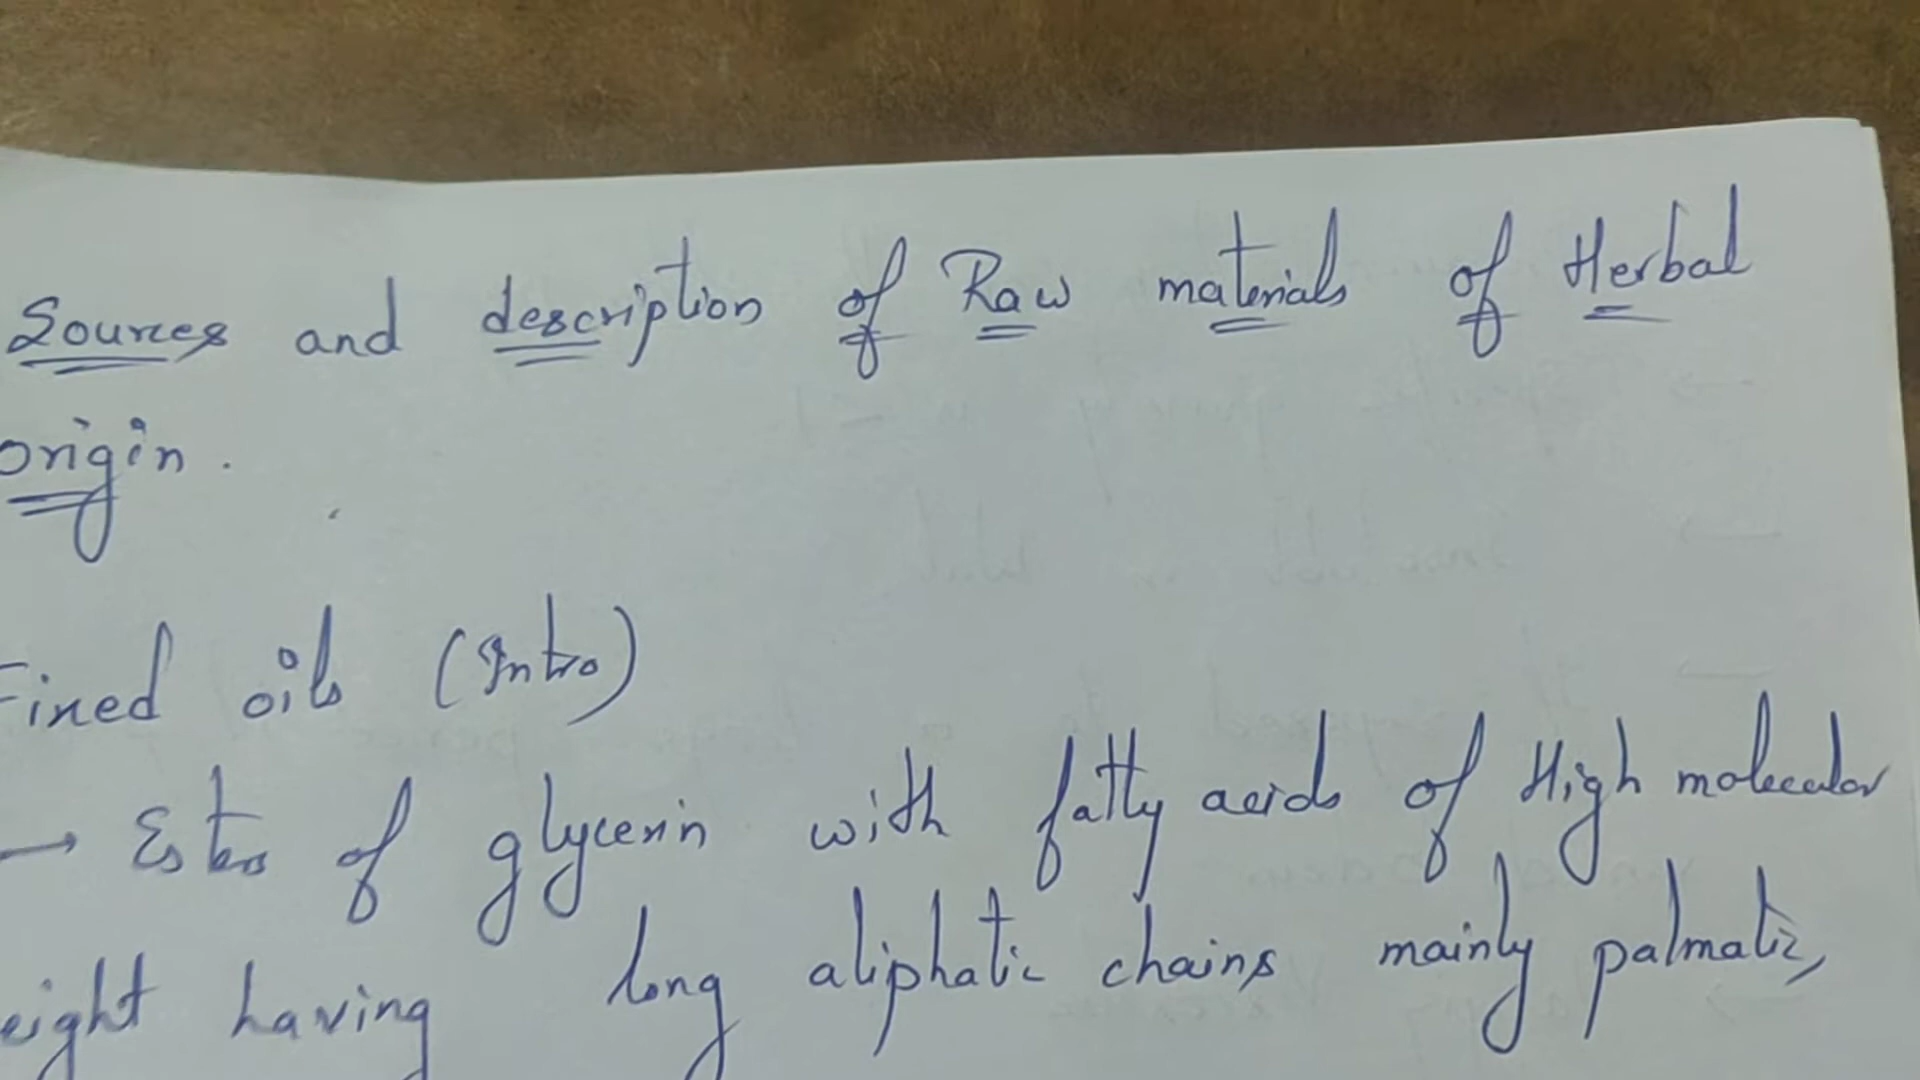 Sources and description of Raw materials of Herbal
origin.
Fixed oils (Intro)
→ Esters of glycerin with fatty acids of High molecular
eight having long aliphatic chains mainly palmatic,